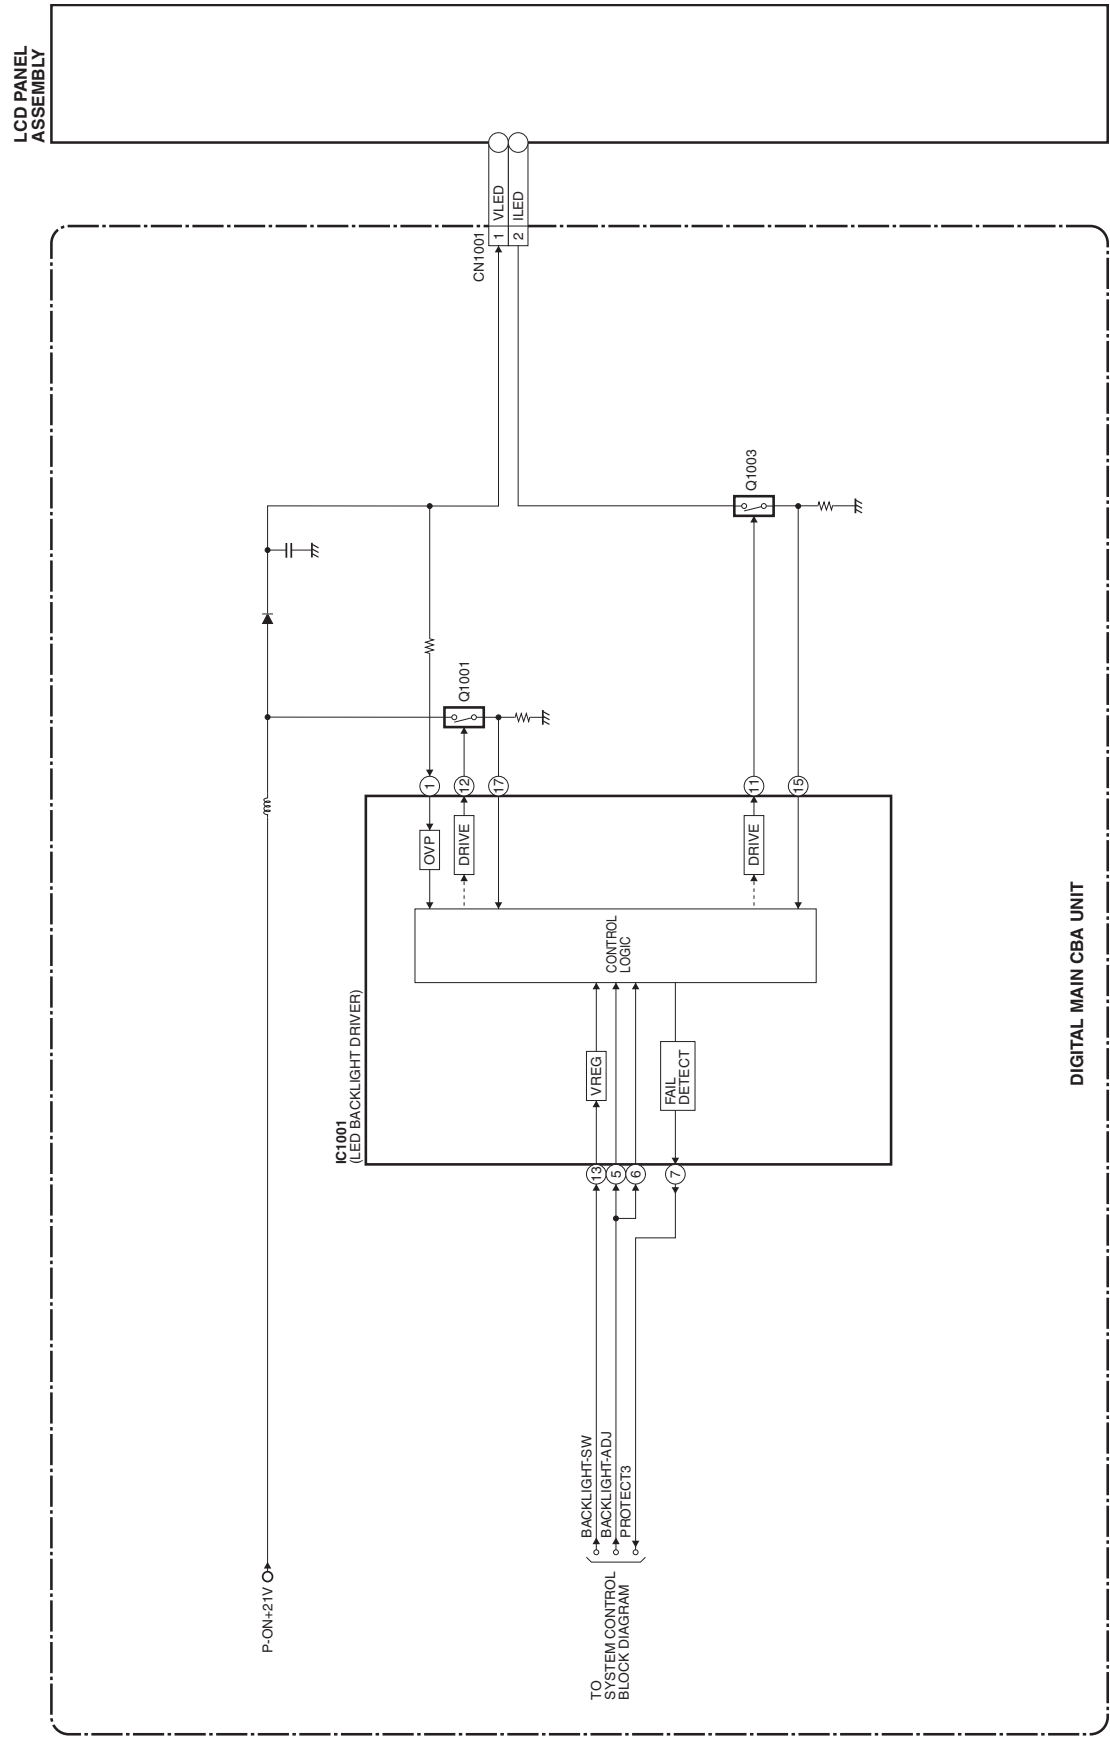 LCD PANEL
ASSEMBLY
CN1001
1 VLED
2 ILED
Q1003
Q1001
1
12
17
11
15
OVP
DRIVE
DRIVE
CONTROL
LOGIC
IC1001
(LED BACKLIGHT DRIVER)
VREG
FAIL
DETECT
13
5
6
7
BACKLIGHT-SW
BACKLIGHT-ADJ
PROTECT3
P-ON+21V
TO
SYSTEM CONTROL
BLOCK DIAGRAM
DIGITAL MAIN CBA UNIT